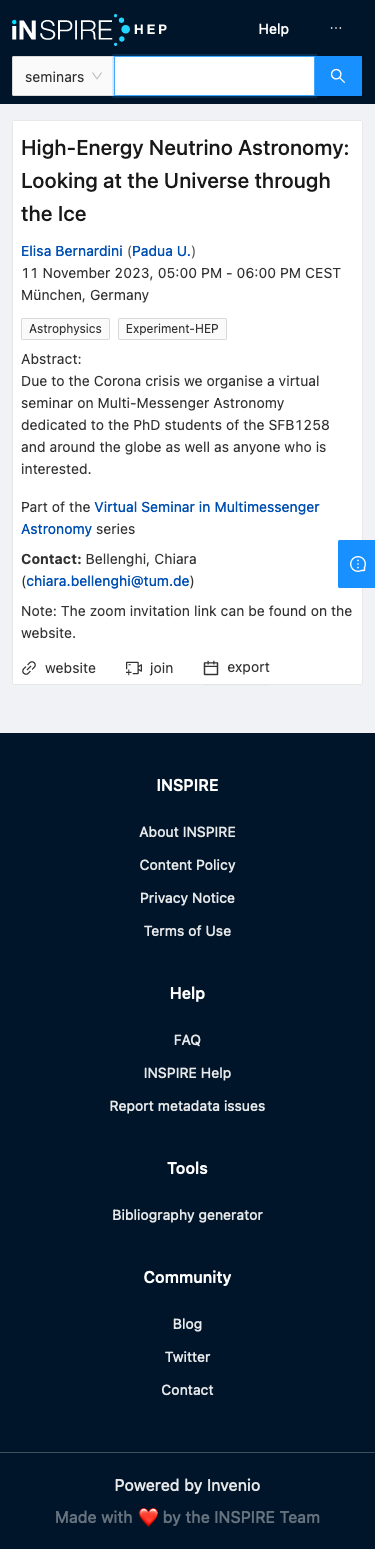 iNSPIRE HEP
Help
···
seminars
High-Energy Neutrino Astronomy:
Looking at the Universe through
the Ice
Elisa Bernardini (Padua U.)
11 November 2023, 05:00 PM - 06:00 PM CEST
München, Germany
Astrophysics
Experiment-HEP
Abstract:
Due to the Corona crisis we organise a virtual
seminar on Multi-Messenger Astronomy
dedicated to the PhD students of the SFB1258
and around the globe as well as anyone who is
interested.
Part of the Virtual Seminar in Multimessenger
Astronomy series
Contact: Bellenghi, Chiara
(chiara.bellenghi@tum.de)
Note: The zoom invitation link can be found on the
website.
website
join
export
INSPIRE
About INSPIRE
Content Policy
Privacy Notice
Terms of Use
Help
FAQ
INSPIRE Help
Report metadata issues
Tools
Bibliography generator
Community
Blog
Twitter
Contact
Powered by Invenio
Made with ❤️ by the INSPIRE Team